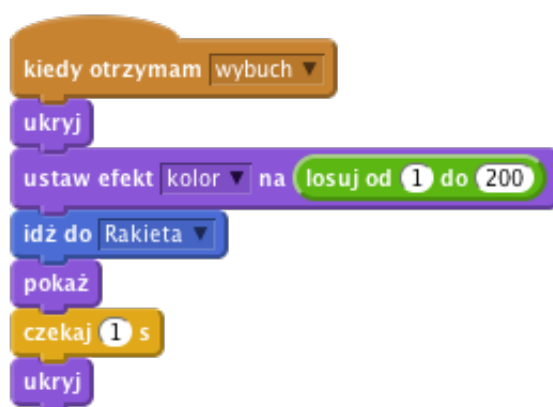 kiedy otrzymam wybuch
ukryj
ustaw efekt kolor na losuj od 1 do 200
idź do Rakieta
pokaż
czekaj 1 s
ukryj